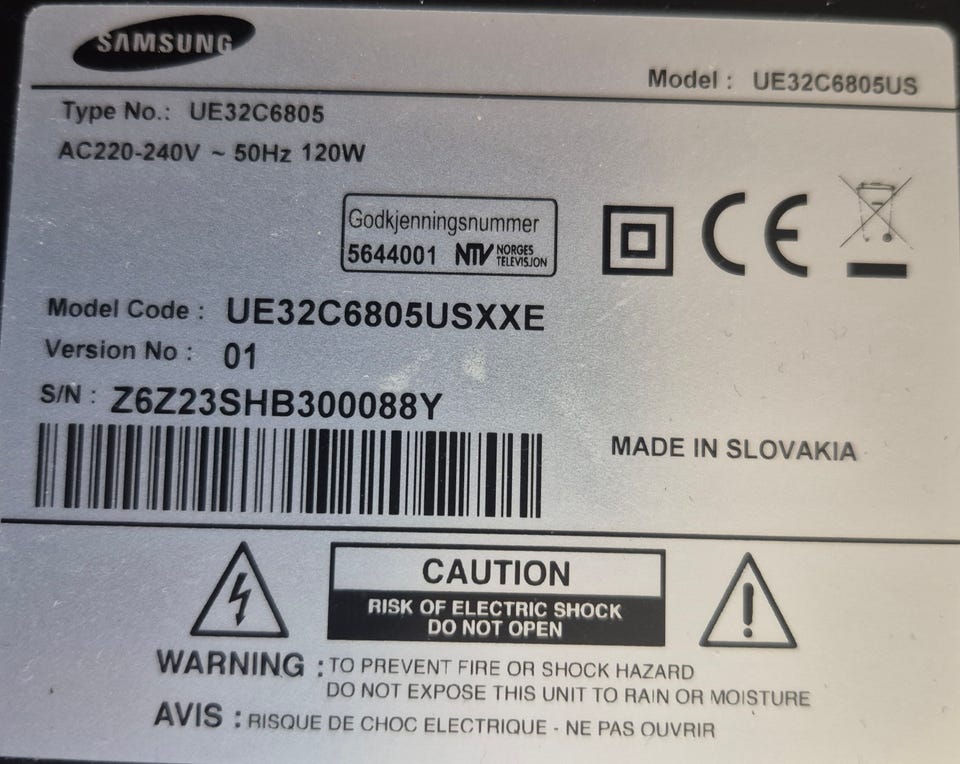 SAMSUNG
Model : UE32C6805US
Type No.: UE32C6805
AC220-240V ~ 50Hz 120W
Godkjenningsnummer
5644001 NTV NORGES TELEVISJON
CE
Model Code : UE32C6805USXXE
Version No : 01
S/N : Z6Z23SHB300088Y
MADE IN SLOVAKIA
CAUTION
RISK OF ELECTRIC SHOCK
DO NOT OPEN
WARNING : TO PREVENT FIRE OR SHOCK HAZARD
DO NOT EXPOSE THIS UNIT TO RAIN OR MOISTURE
AVIS : RISQUE DE CHOC ELECTRIQUE - NE PAS OUVRIR